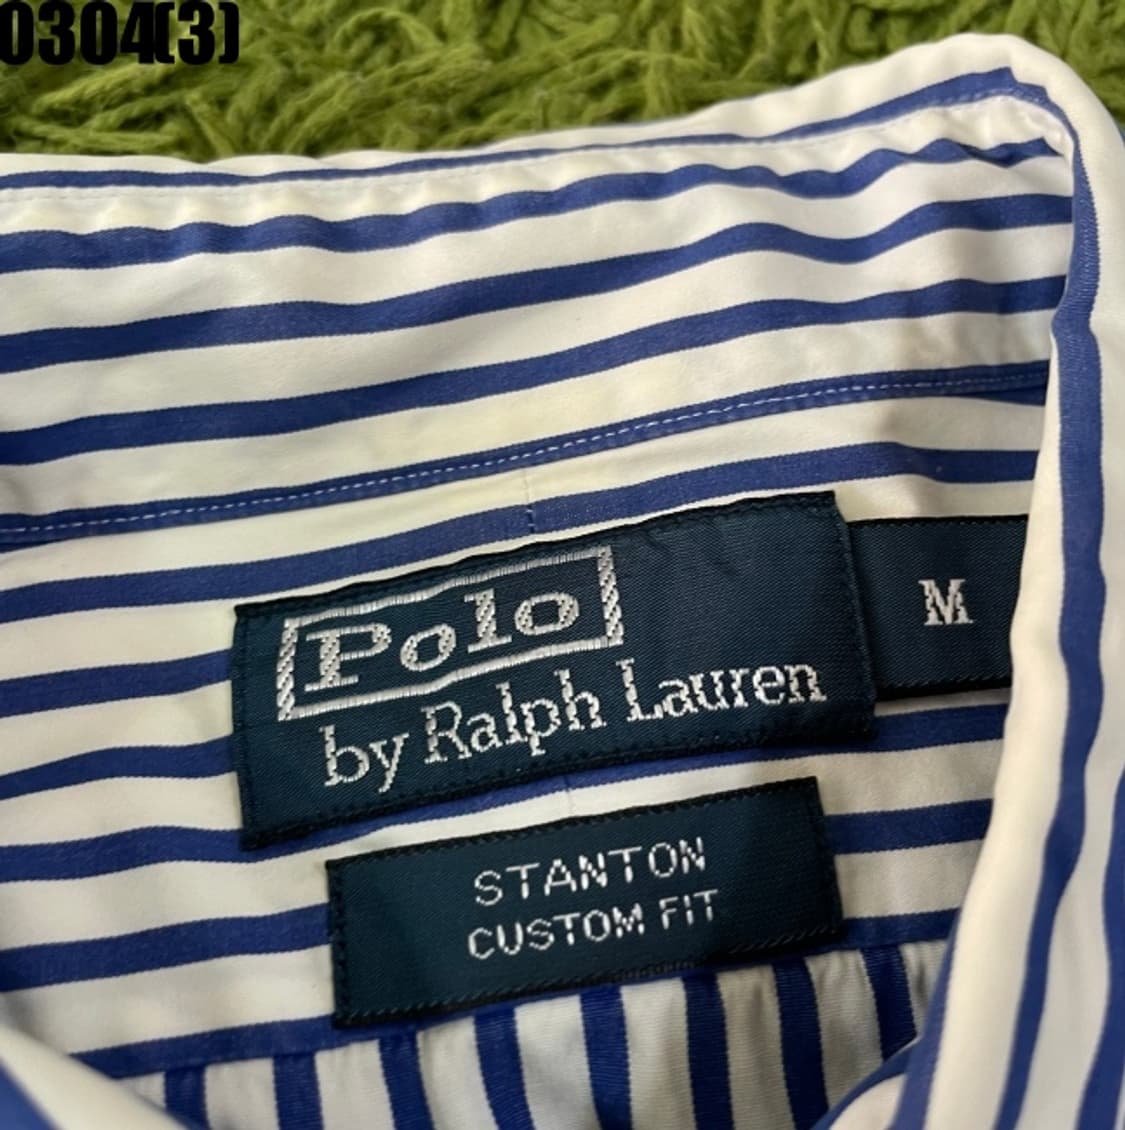 0304(3)
Polo
by Ralph Lauren
M
STANTON
CUSTOM FIT